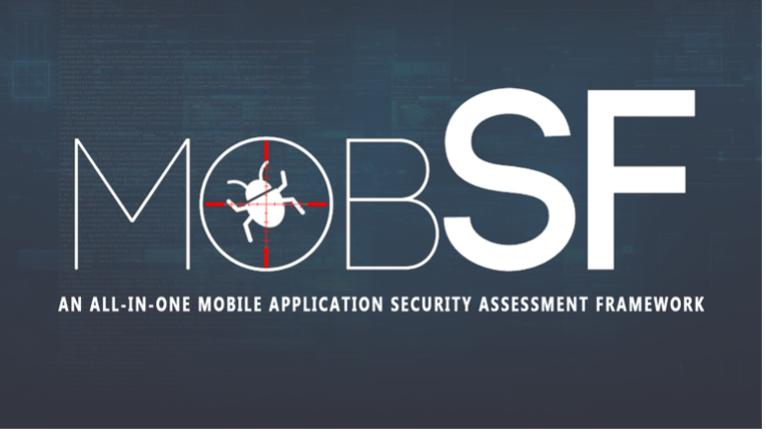 MOBSF
AN ALL-IN-ONE MOBILE APPLICATION SECURITY ASSESSMENT FRAMEWORK